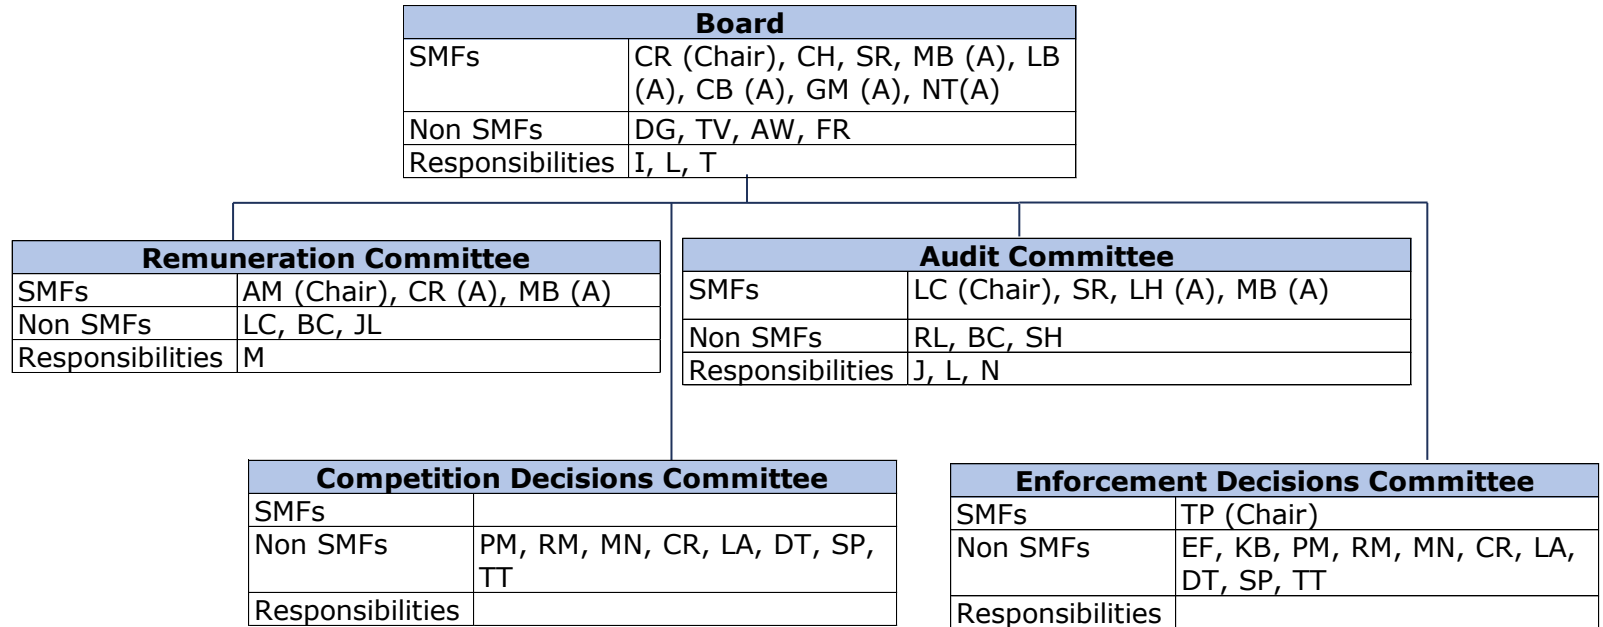 Board
SMFs CR (Chair), CH, SR, MB (A), LB
(A), CB (A), GM (A), NT(A)
Non SMFs DG, TV, AW, FR
Responsibilities I, L, T
Remuneration Committee
SMFs AM (Chair), CR (A), MB (A)
Non SMFs LC, BC, JL
Responsibilities M
Audit Committee
SMFs LC (Chair), SR, LH (A), MB (A)
Non SMFs RL, BC, SH
Responsibilities J, L, N
Competition Decisions Committee
SMFs
Non SMFs PM, RM, MN, CR, LA, DT, SP,
TT
Responsibilities
Enforcement Decisions Committee
SMFs TP (Chair)
Non SMFs EF, KB, PM, RM, MN, CR, LA,
DT, SP, TT
Responsibilities